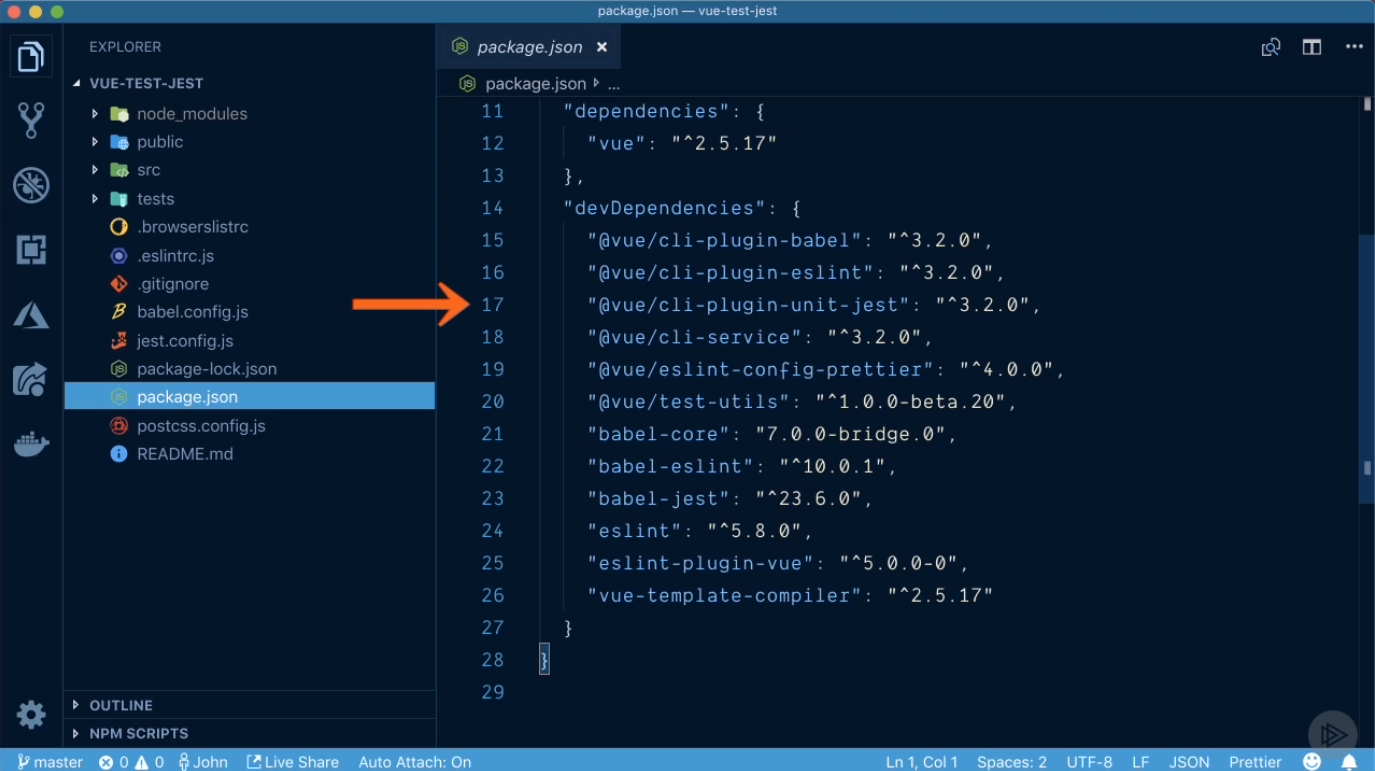 package.json — vue-test-jest
EXPLORER
VUE-TEST-JEST
node_modules
public
src
tests
.browserslistrc
.eslintrc.js
.gitignore
babel.config.js
jest.config.js
package-lock.json
package.json
postcss.config.js
README.md
OUTLINE
NPM SCRIPTS
package.json ×
package.json ...
11 "dependencies": {
12 "vue": "^2.5.17"
13 },
14 "devDependencies": {
15 "@vue/cli-plugin-babel": "^3.2.0",
16 "@vue/cli-plugin-eslint": "^3.2.0",
17 "@vue/cli-plugin-unit-jest": "^3.2.0",
18 "@vue/cli-service": "^3.2.0",
19 "@vue/eslint-config-prettier": "^4.0.0",
20 "@vue/test-utils": "^1.0.0-beta.20",
21 "babel-core": "7.0.0-bridge.0",
22 "babel-eslint": "^10.0.1",
23 "babel-jest": "^23.6.0",
24 "eslint": "^5.8.0",
25 "eslint-plugin-vue": "^5.0.0-0",
26 "vue-template-compiler": "^2.5.17"
27 }
28 }
29
master 0 0 John Live Share Auto Attach: On Ln 1, Col 1 Spaces: 2 UTF-8 LF JSON Prettier